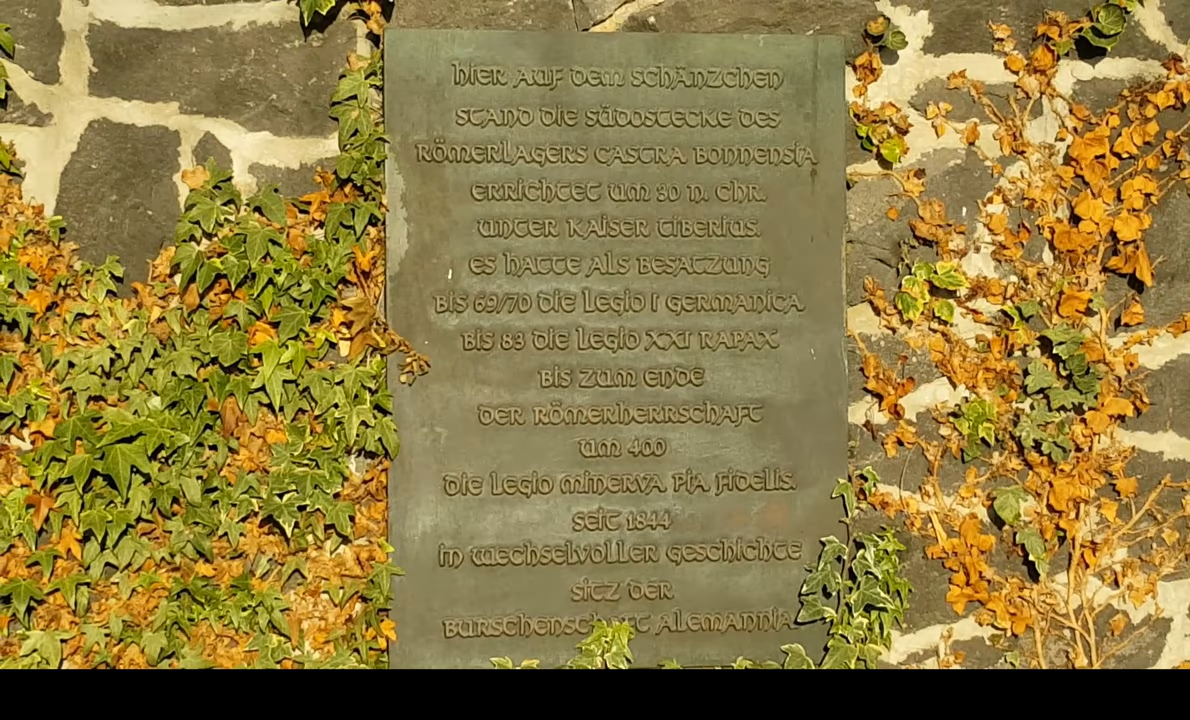 HIER AUF DEM SCHÄNZCHEN
STAND DIE SÜDOSTECKE DES
RÖMERLAGERS CASTRA BONNENSIA
ERRICHTET UM 30 N. CHR.
UNTER KAISER TIBERIUS.
ES HATTE ALS BESATZUNG
BIS 69/70 DIE LEGIO I GERMANICA
BIS 83 DIE LEGIO XXI RAPAX
BIS ZUM ENDE
DER RÖMERHERRSCHAFT
UM 400
DIE LEGIO MINERVA PIA FIDELIS.
SEIT 1844
IN WECHSELVOLLER GESCHICHTE
SITZ DER
BURSCHENSCHAFT ALEMANNIA